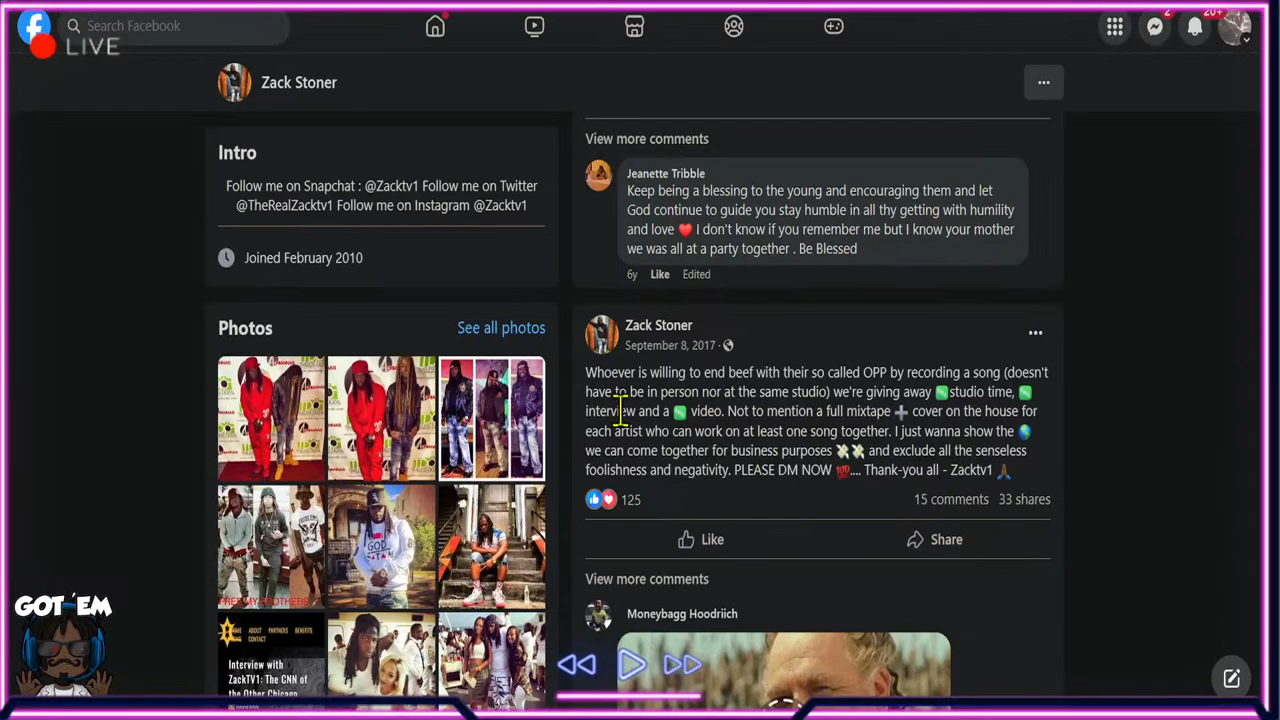 Search Facebook
2
20+
LIVE
Zack Stoner
Intro
Follow me on Snapchat : @Zacktv1 Follow me on Twitter
@TheRealZacktv1 Follow me on Instagram @Zacktv1
Joined February 2010
Photos
See all photos
HOME ABOUT PARTNERS BENEFITS
CONTACT
Interview with
ZackTV1: The CNN of
the Other Chicago
GOT 'EM
View more comments
Jeanette Tribble
Keep being a blessing to the young and encouraging them and let
God continue to guide you stay humble in all thy getting with humility
and love ❤️ I don't know if you remember me but I know your mother
we was all at a party together . Be Blessed
6y Like Edited
Zack Stoner
September 8, 2017 ·
Whoever is willing to end beef with their so called OPP by recording a song (doesn't
have to be in person nor at the same studio) we're giving away studio time,
interview and a video. Not to mention a full mixtape ➕ cover on the house for
each artist who can work on at least one song together. I just wanna show the 🌎
we can come together for business purposes 💸💸 and exclude all the senseless
foolishness and negativity. PLEASE DM NOW 💯.... Thank-you all - Zacktv1 🙏🏾
125 15 comments 33 shares
Like Share
View more comments
Moneybagg Hoodriich